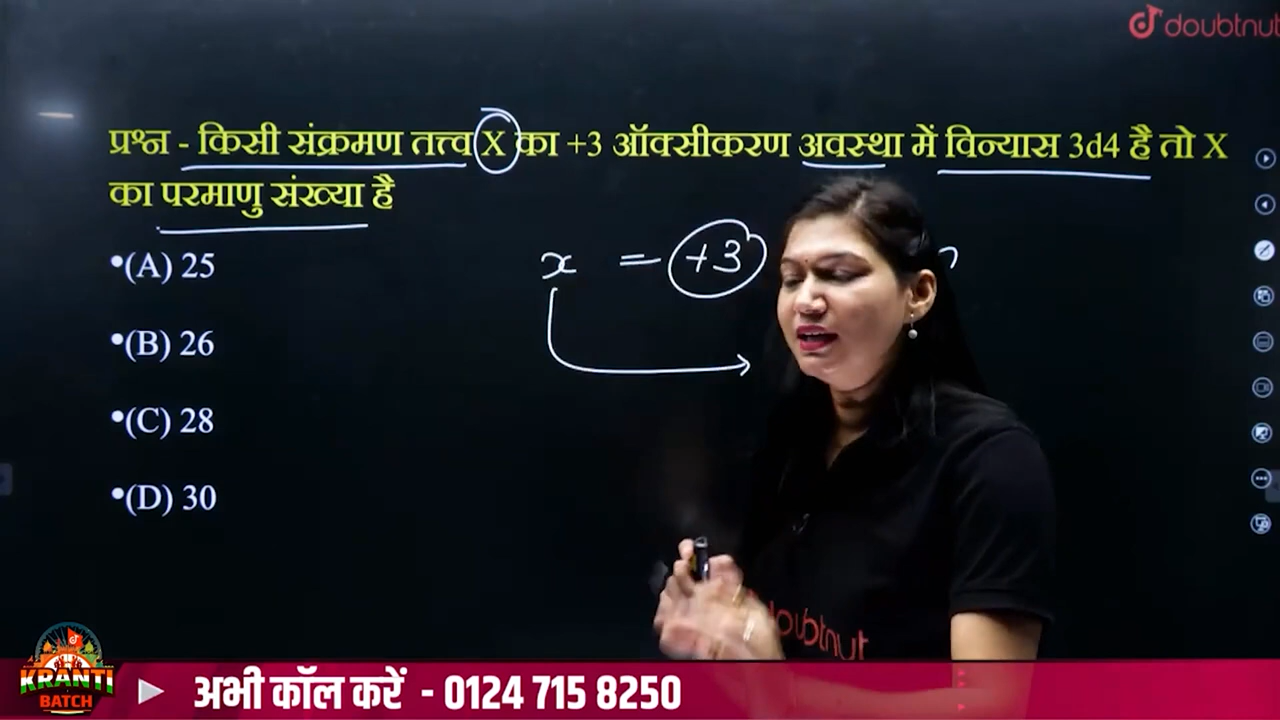 doubtnut
प्रश्न - किसी संक्रमण तत्त्व X का +3 ऑक्सीकरण अवस्था में विन्यास 3d4 है तो X
का परमाणु संख्या है
•(A) 25
•(B) 26
•(C) 28
•(D) 30
x = +3
doubtnut
KRANTI
BATCH
अभी कॉल करें - 0124 715 8250